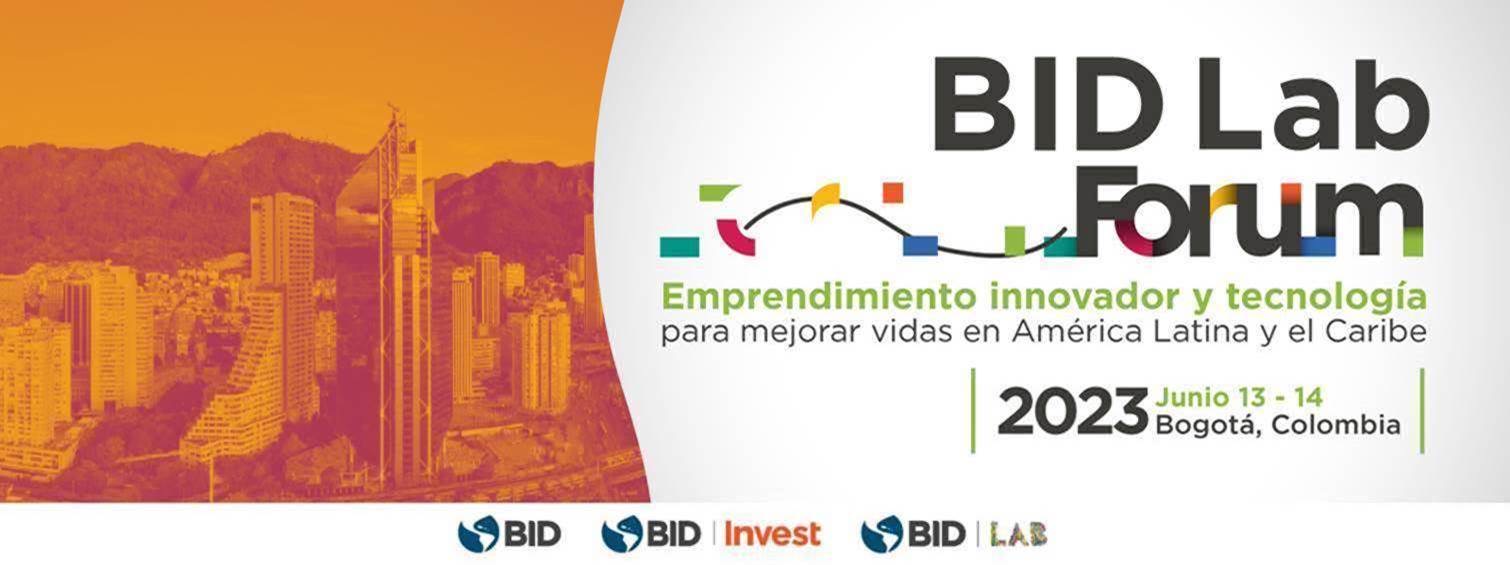 BID Lab
Forum
Emprendimiento innovador y tecnología
para mejorar vidas en América Latina y el Caribe
2023 Junio 13 - 14
Bogotá, Colombia
BID
BID | Invest
BID | LAB